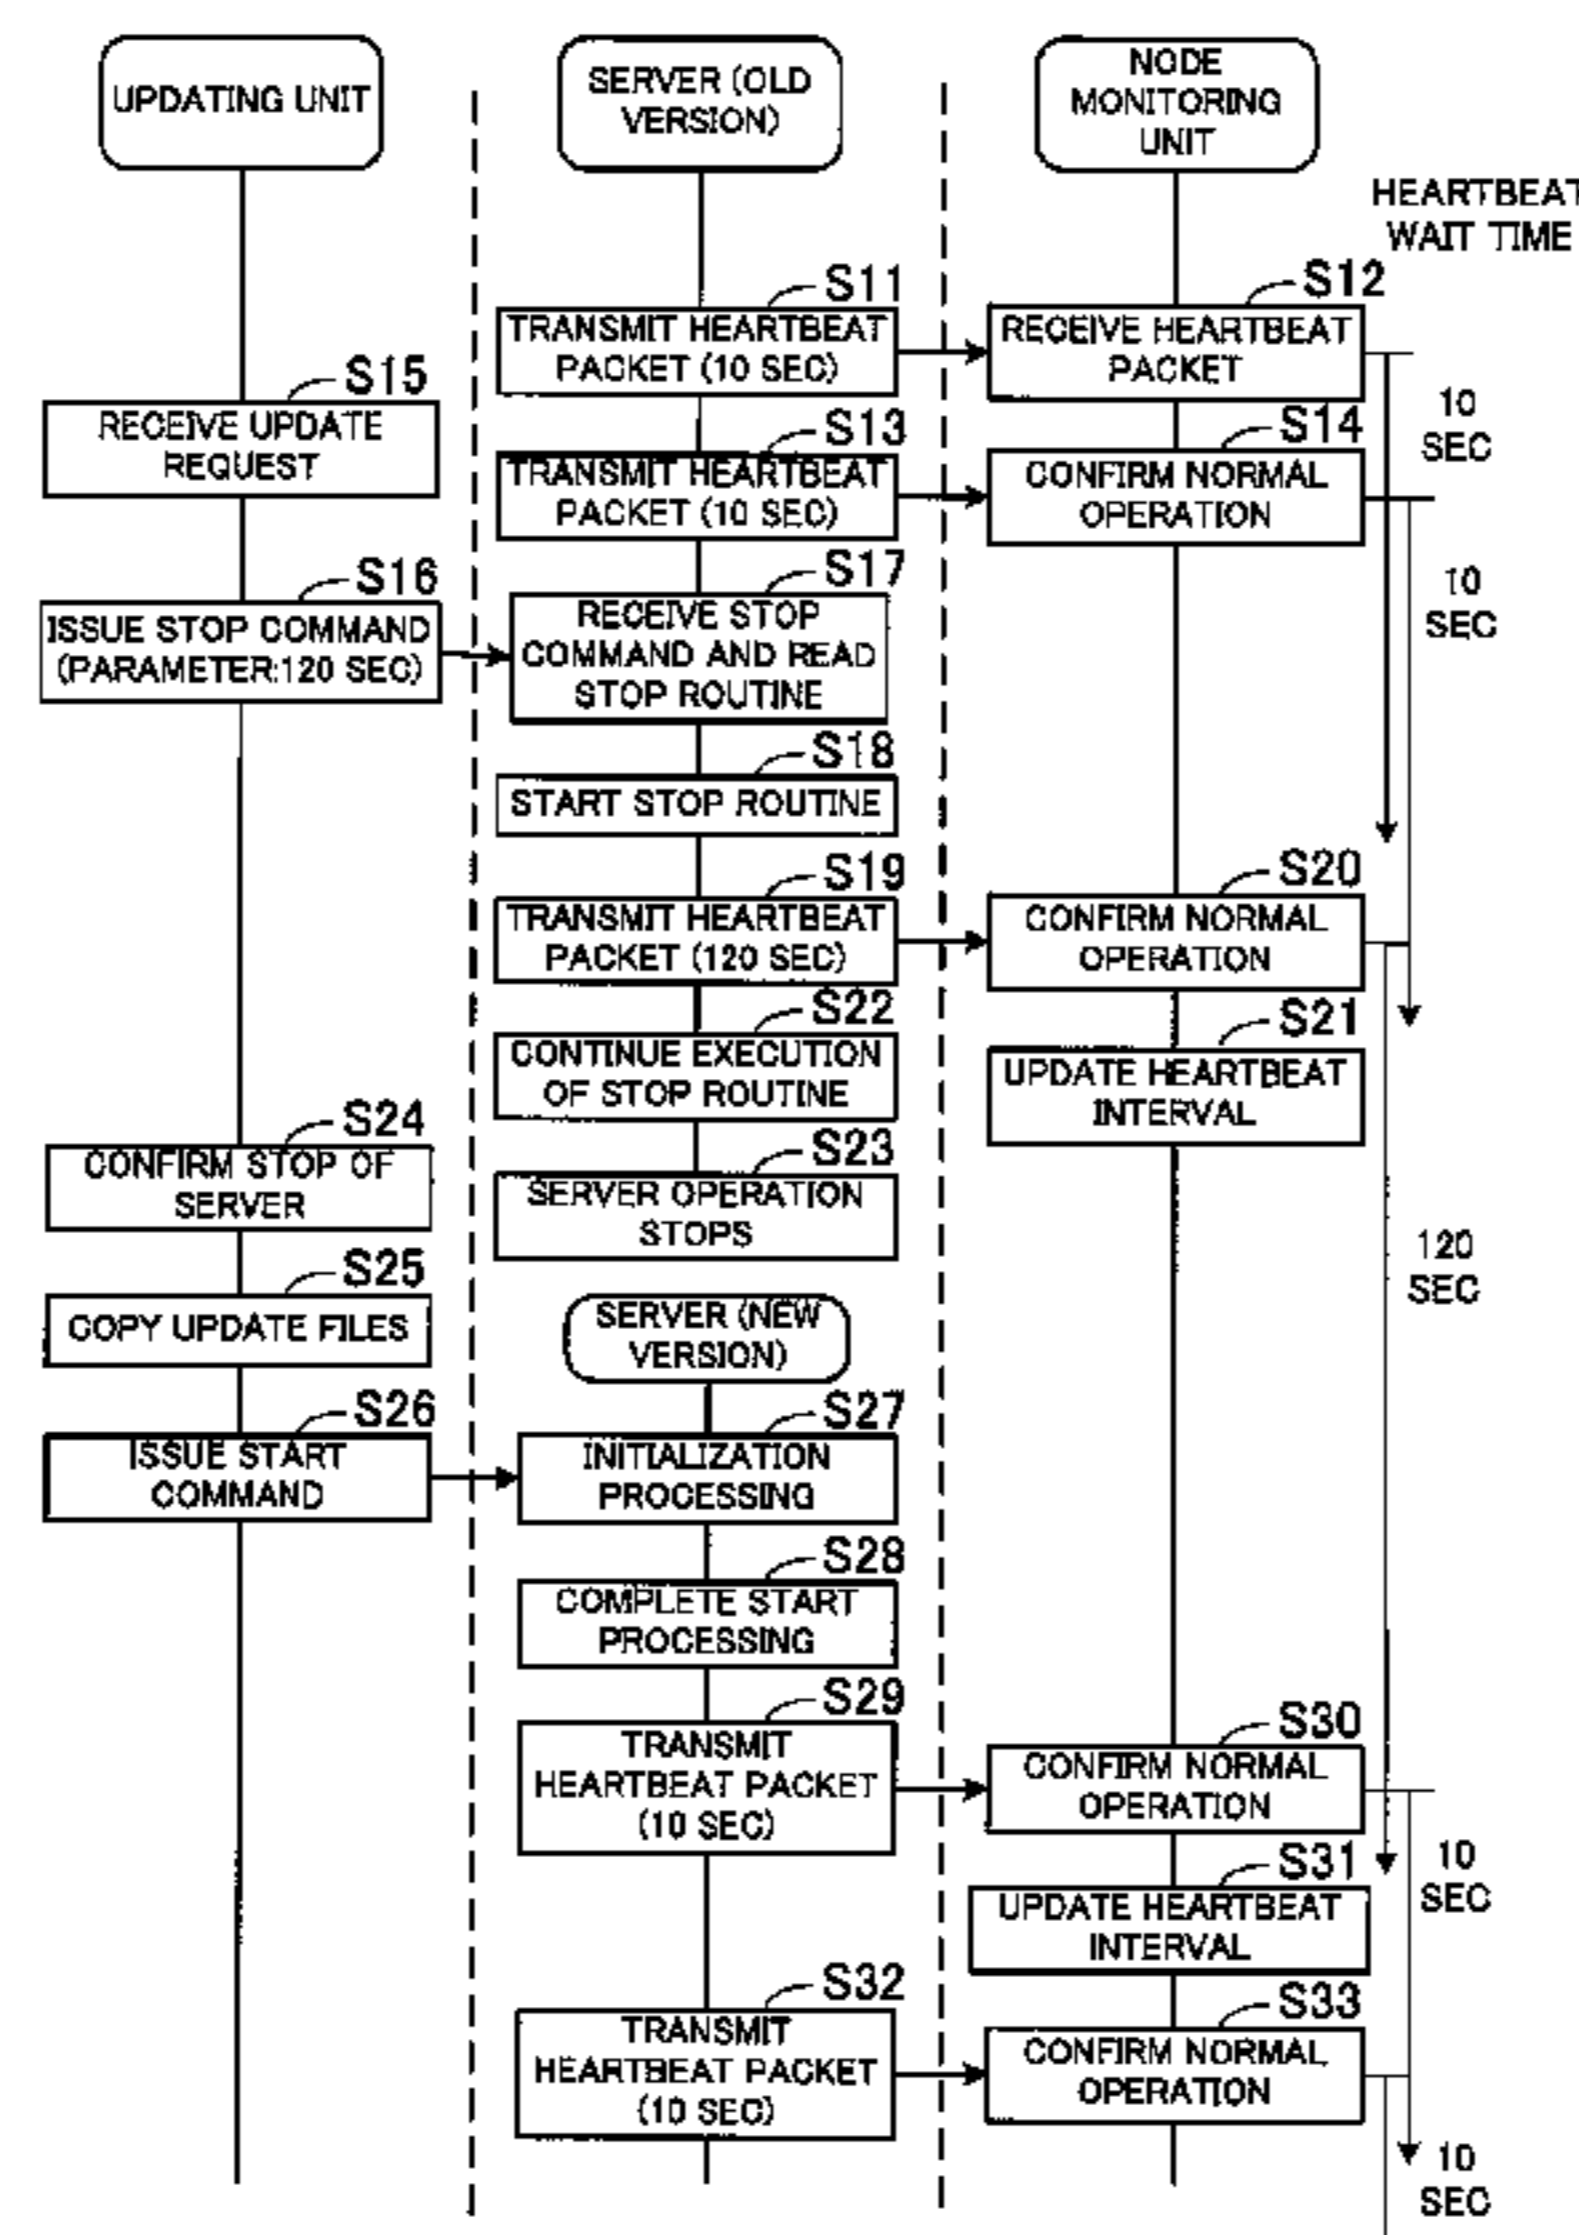 UPDATING UNIT
SERVER (OLD
VERSION)
NODE
MONITORING
UNIT
HEARTBEAT
WAIT TIME
S11
TRANSMIT HEARTBEAT
PACKET (10 SEC)
S12
RECEIVE HEARTBEAT
PACKET
10
SEC
S15
RECEIVE UPDATE
REQUEST
S13
TRANSMIT HEARTBEAT
PACKET (10 SEC)
S14
CONFIRM NORMAL
OPERATION
10
SEC
S16
ISSUE STOP COMMAND
(PARAMETER:120 SEC)
S17
RECEIVE STOP
COMMAND AND READ
STOP ROUTINE
S18
START STOP ROUTINE
S19
TRANSMIT HEARTBEAT
PACKET (120 SEC)
S20
CONFIRM NORMAL
OPERATION
S22
CONTINUE EXECUTION
OF STOP ROUTINE
S21
UPDATE HEARTBEAT
INTERVAL
S24
CONFIRM STOP OF
SERVER
S23
SERVER OPERATION
STOPS
120
SEC
S25
COPY UPDATE FILES
SERVER (NEW
VERSION)
S26
ISSUE START
COMMAND
S27
INITIALIZATION
PROCESSING
S28
COMPLETE START
PROCESSING
S29
TRANSMIT
HEARTBEAT PACKET
(10 SEC)
S30
CONFIRM NORMAL
OPERATION
10
SEC
S31
UPDATE HEARTBEAT
INTERVAL
S32
TRANSMIT
HEARTBEAT PACKET
(10 SEC)
S33
CONFIRM NORMAL
OPERATION
10
SEC